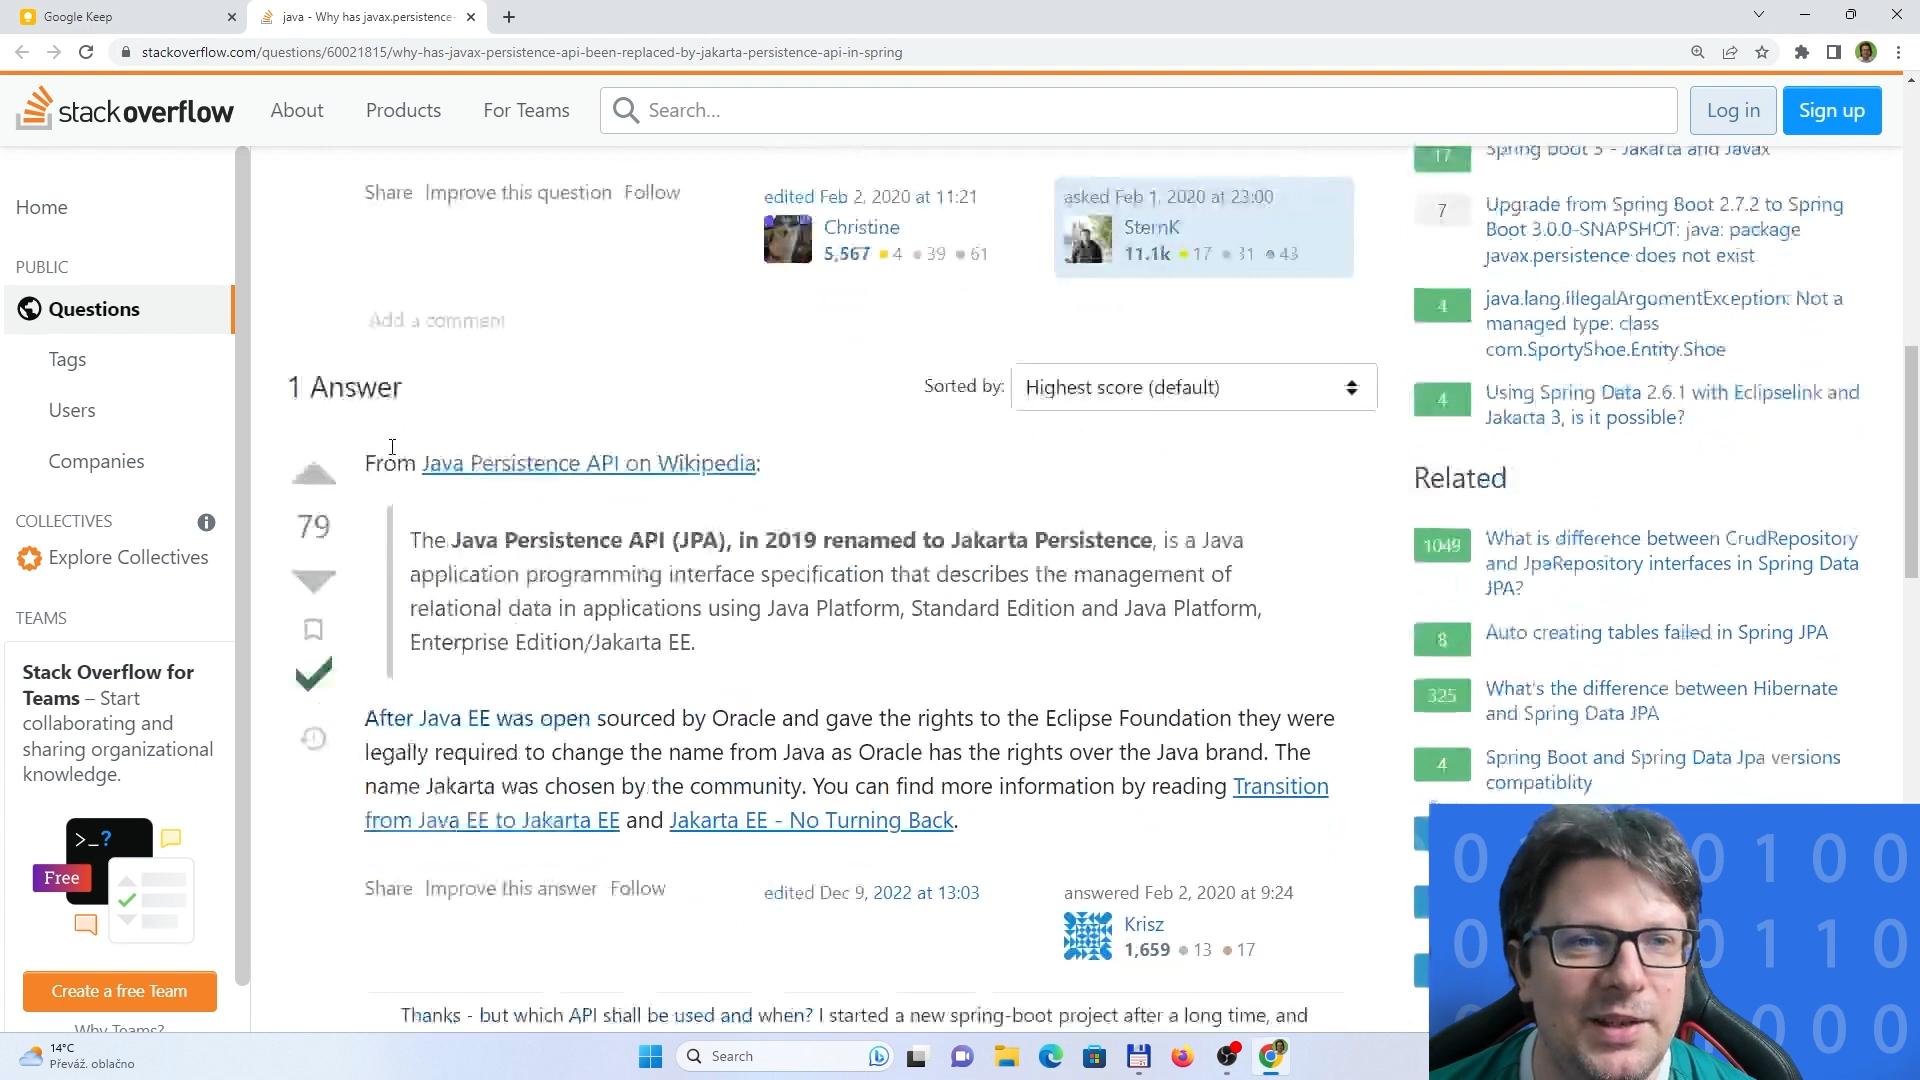 Google Keep
java - Why has javax.persistence
stackoverflow.com/questions/60021815/why-has-javax-persistence-api-been-replaced-by-jakarta-persistence-api-in-spring
stackoverflow
About
Products
For Teams
Search...
Log in
Sign up
Home
PUBLIC
Questions
Tags
Users
Companies
COLLECTIVES
Explore Collectives
TEAMS
Stack Overflow for
Teams – Start
collaborating and
sharing organizational
knowledge.
>_?
Free
Create a free Team
Why Teams?
Share Improve this question Follow
edited Feb 2, 2020 at 11:21
Christine
5,567 4 39 61
asked Feb 1, 2020 at 23:00
SternK
11.1k 17 31 43
Add a comment
1 Answer
Sorted by:
Highest score (default)
79
From Java Persistence API on Wikipedia:
The Java Persistence API (JPA), in 2019 renamed to Jakarta Persistence, is a Java
application programming interface specification that describes the management of
relational data in applications using Java Platform, Standard Edition and Java Platform,
Enterprise Edition/Jakarta EE.
After Java EE was open sourced by Oracle and gave the rights to the Eclipse Foundation they were
legally required to change the name from Java as Oracle has the rights over the Java brand. The
name Jakarta was chosen by the community. You can find more information by reading Transition
from Java EE to Jakarta EE and Jakarta EE - No Turning Back.
Share Improve this answer Follow
edited Dec 9, 2022 at 13:03
answered Feb 2, 2020 at 9:24
Krisz
1,659 13 17
Thanks - but which API shall be used and when? I started a new spring-boot project after a long time, and
17 Spring boot 3 - Jakarta and Javax
7 Upgrade from Spring Boot 2.7.2 to Spring
Boot 3.0.0-SNAPSHOT: java: package
javax.persistence does not exist
4 java.lang.IllegalArgumentException: Not a
managed type: class
com.SportyShoe.Entity.Shoe
4 Using Spring Data 2.6.1 with Eclipselink and
Jakarta 3, is it possible?
Related
1049 What is difference between CrudRepository
and JpaRepository interfaces in Spring Data
JPA?
8 Auto creating tables failed in Spring JPA
325 What's the difference between Hibernate
and Spring Data JPA
4 Spring Boot and Spring Data Jpa versions
compatiblity
0 0 1 0 0
0 0 1 1 0
0 0 0 0
14°C
Převáž. oblačno
Search